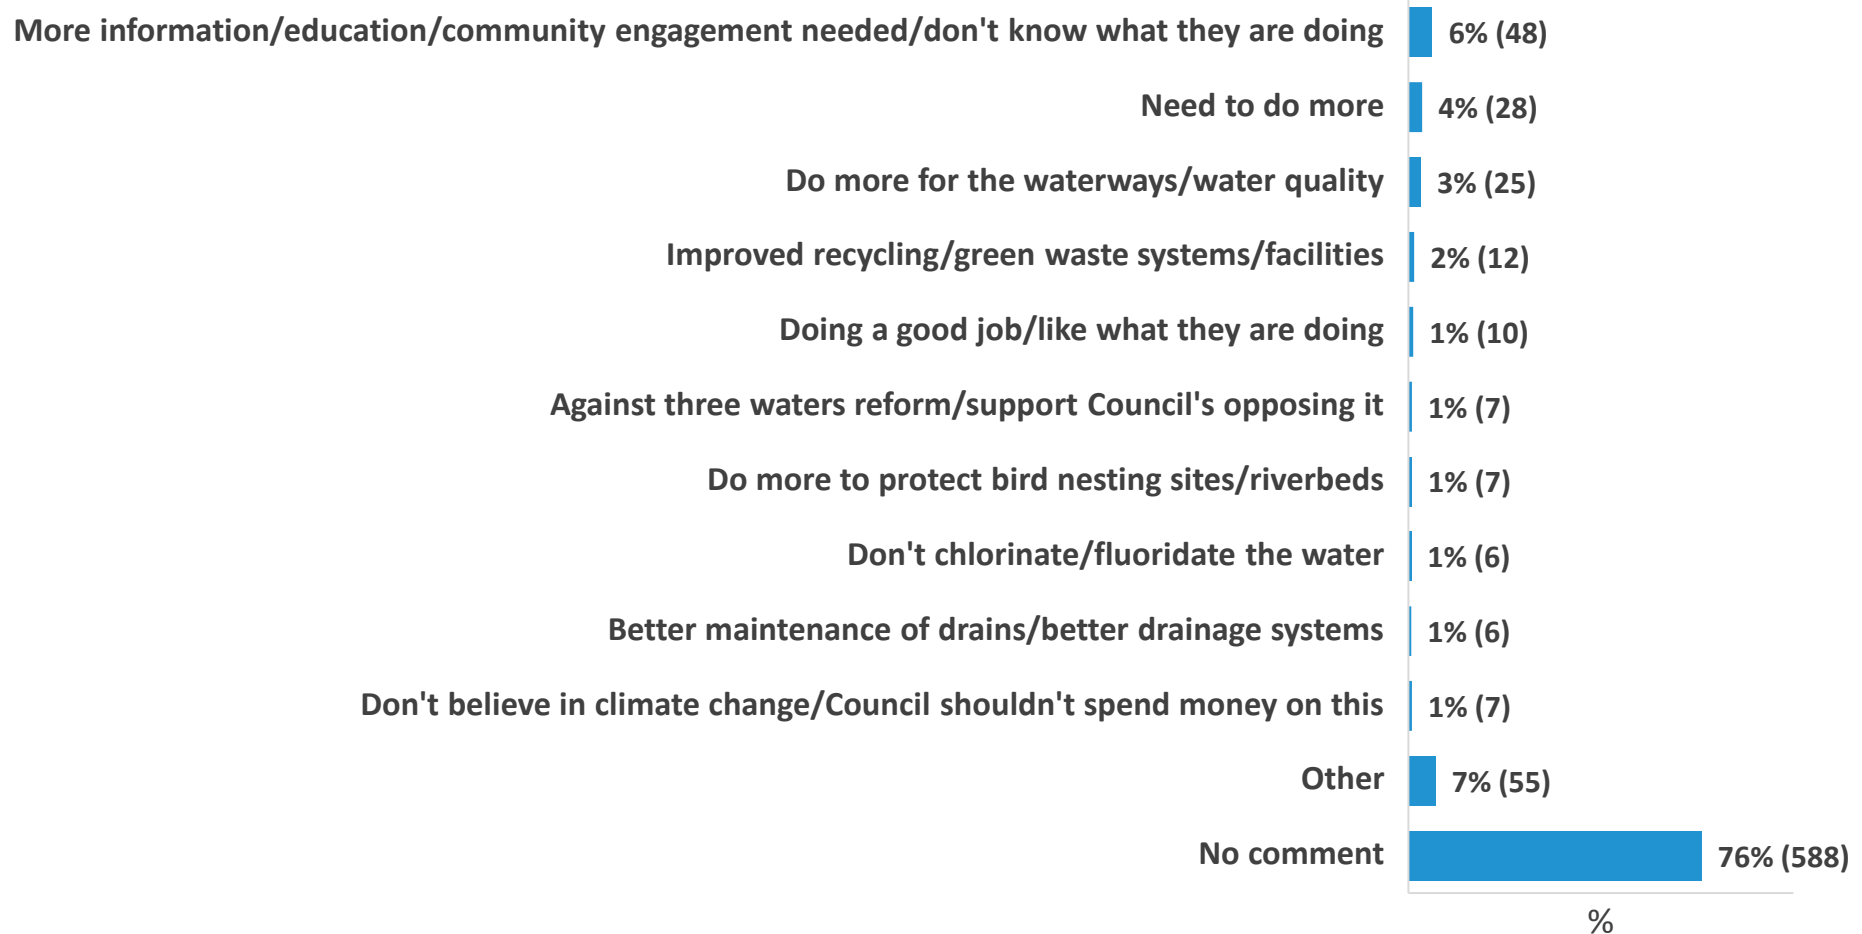 More information/education/community engagement needed/don't know what they are doing 6% (48)
Need to do more 4% (28)
Do more for the waterways/water quality 3% (25)
Improved recycling/green waste systems/facilities 2% (12)
Doing a good job/like what they are doing 1% (10)
Against three waters reform/support Council's opposing it 1% (7)
Do more to protect bird nesting sites/riverbeds 1% (7)
Don't chlorinate/fluoridate the water 1% (6)
Better maintenance of drains/better drainage systems 1% (6)
Don't believe in climate change/Council shouldn't spend money on this 1% (7)
Other 7% (55)
No comment 76% (588)
%